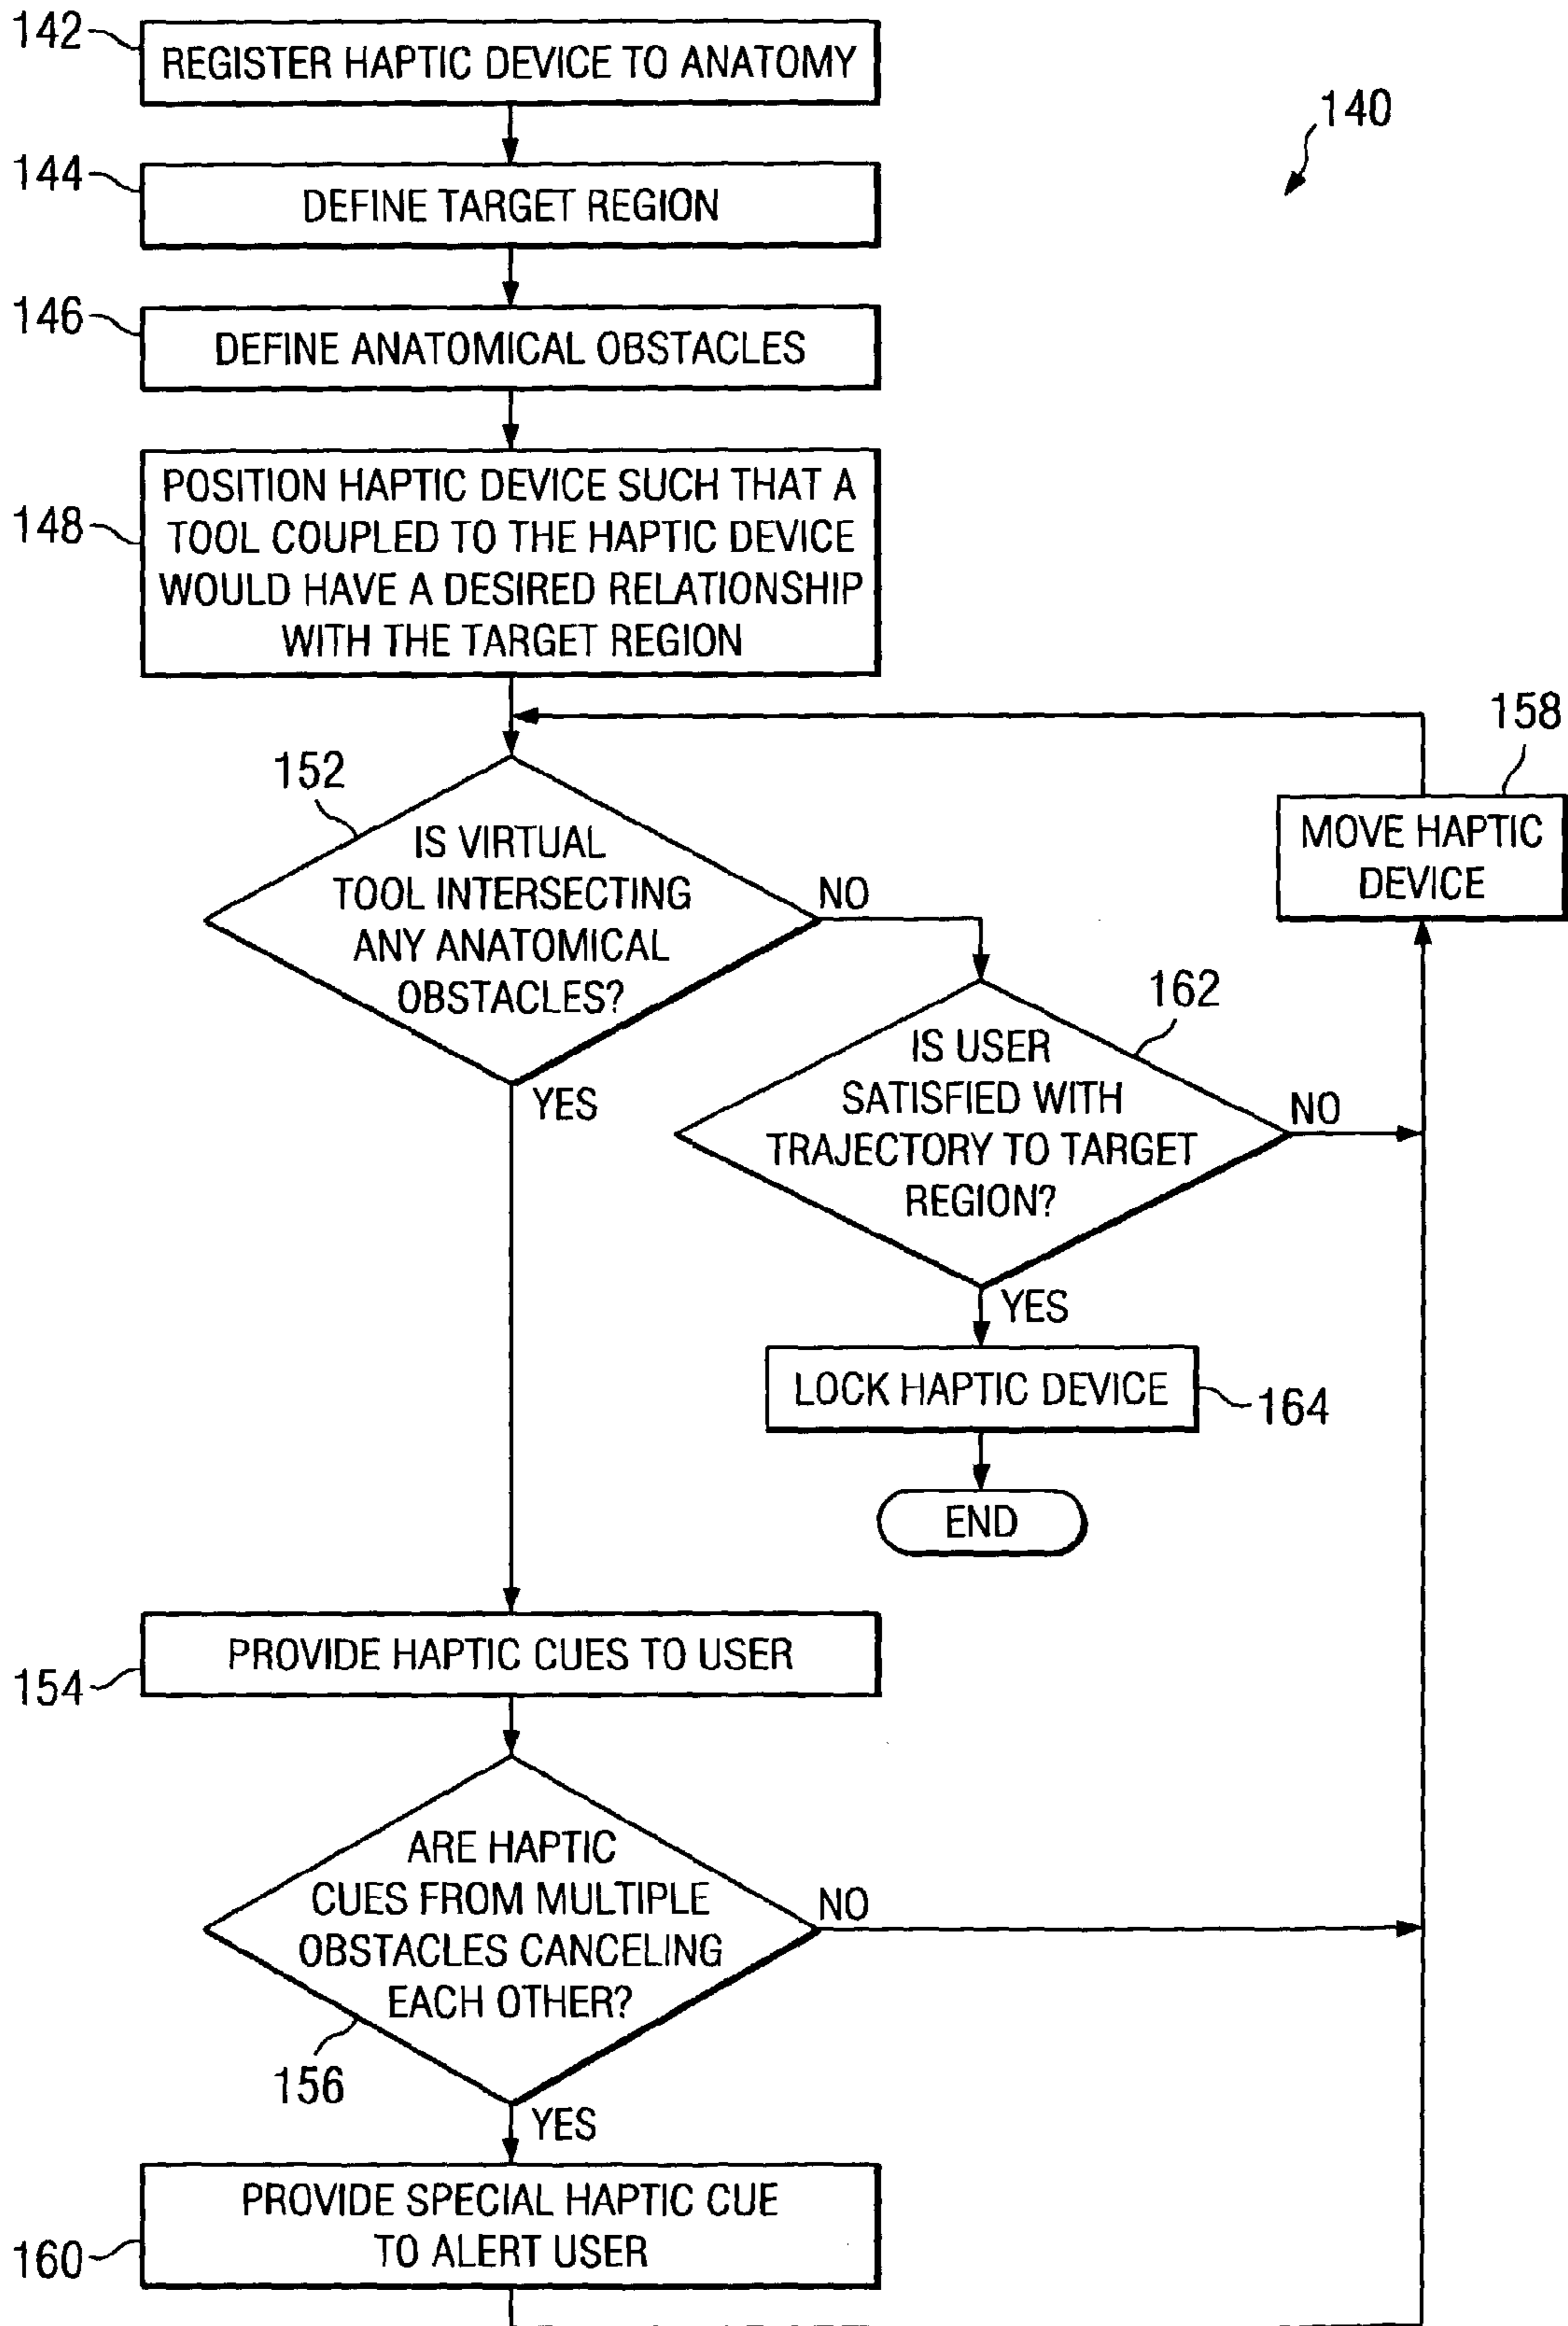 142
REGISTER HAPTIC DEVICE TO ANATOMY
140
144
DEFINE TARGET REGION
146
DEFINE ANATOMICAL OBSTACLES
148
POSITION HAPTIC DEVICE SUCH THAT A
TOOL COUPLED TO THE HAPTIC DEVICE
WOULD HAVE A DESIRED RELATIONSHIP
WITH THE TARGET REGION
158
MOVE HAPTIC
DEVICE
152
IS VIRTUAL
TOOL INTERSECTING
ANY ANATOMICAL
OBSTACLES?
NO
YES
162
IS USER
SATISFIED WITH
TRAJECTORY TO TARGET
REGION?
NO
YES
LOCK HAPTIC DEVICE
164
END
PROVIDE HAPTIC CUES TO USER
154
ARE HAPTIC
CUES FROM MULTIPLE
OBSTACLES CANCELING
EACH OTHER?
NO
156
YES
PROVIDE SPECIAL HAPTIC CUE
TO ALERT USER
160